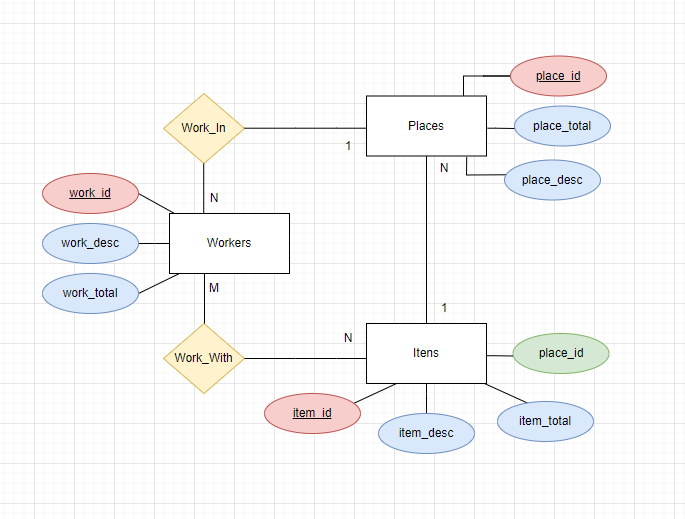 place_id
Work_In
Places
place_total
1
N
place_desc
work_id
N
work_desc
Workers
work_total
M
1
N
Work_With
Itens
place_id
item_id
item_desc
item_total